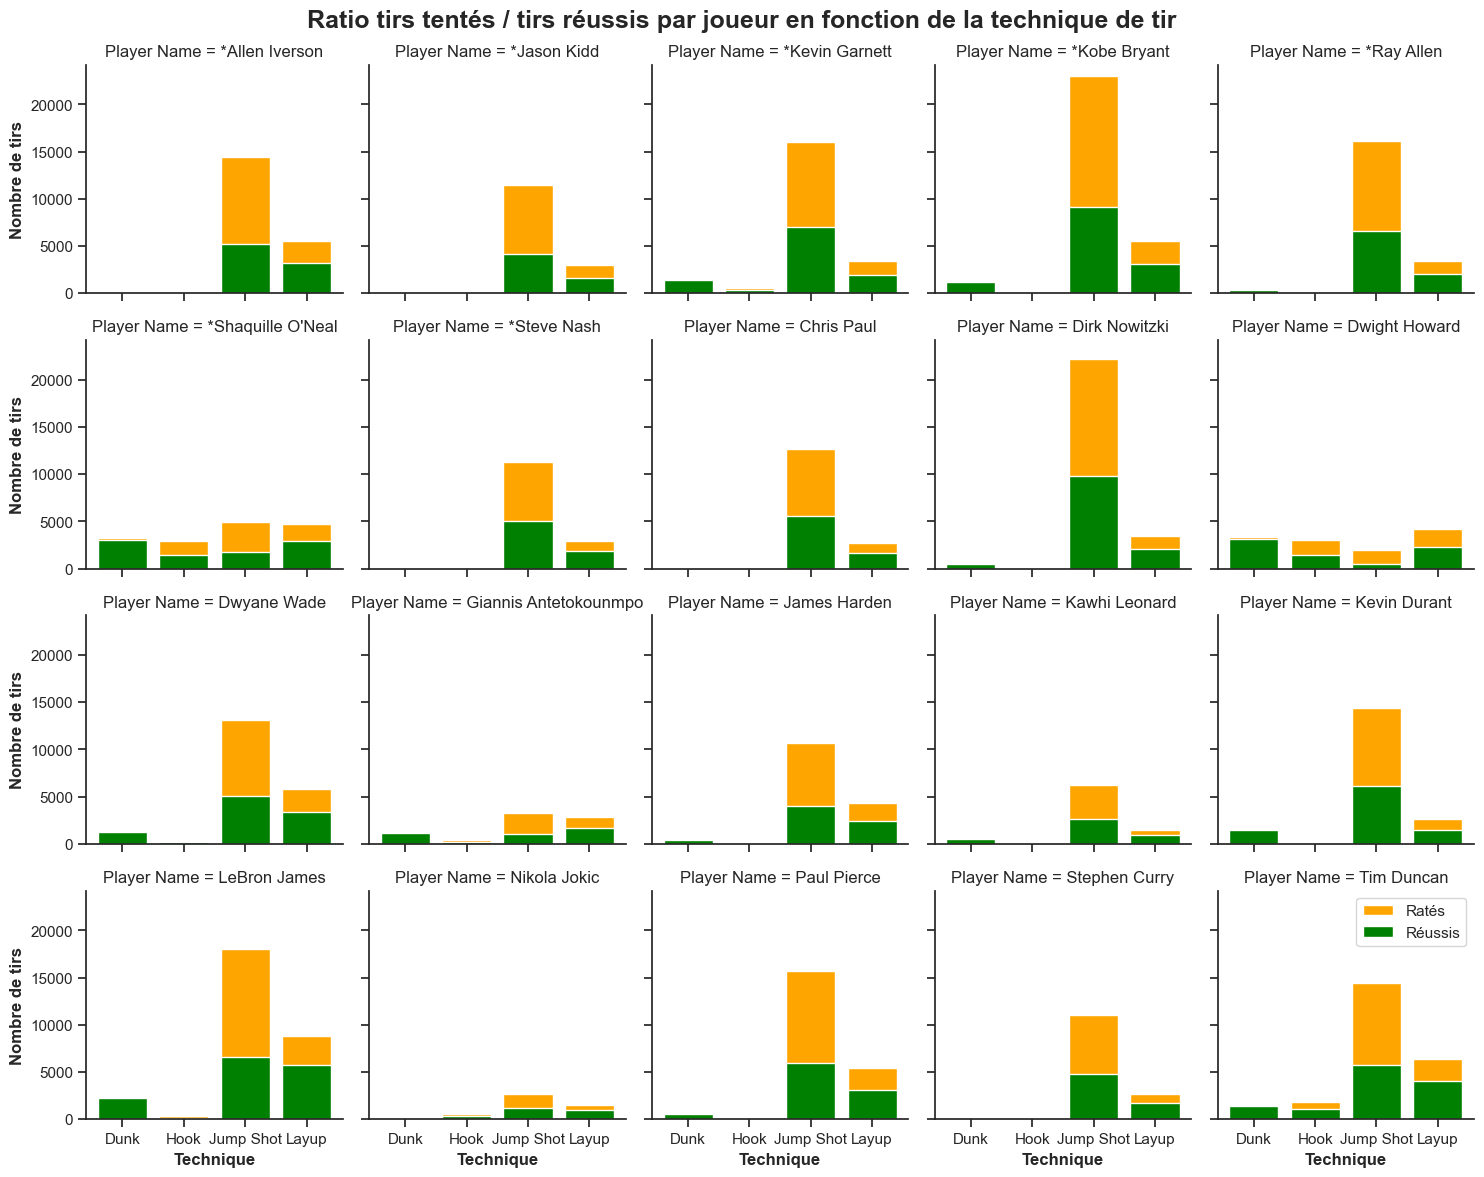 Ratio tirs tentés / tirs réussis par joueur en fonction de la technique de tir
Player Name = *Allen Iverson
Player Name = *Jason Kidd
Player Name = *Kevin Garnett
Player Name = *Kobe Bryant
Player Name = *Ray Allen
Nombre de tirs
20000
15000
10000
5000
0
Player Name = *Shaquille O'Neal
Player Name = *Steve Nash
Player Name = Chris Paul
Player Name = Dirk Nowitzki
Player Name = Dwight Howard
Nombre de tirs
20000
15000
10000
5000
0
Player Name = Dwyane Wade
Player Name = Giannis Antetokounmpo
Player Name = James Harden
Player Name = Kawhi Leonard
Player Name = Kevin Durant
Nombre de tirs
20000
15000
10000
5000
0
Player Name = LeBron James
Player Name = Nikola Jokic
Player Name = Paul Pierce
Player Name = Stephen Curry
Player Name = Tim Duncan
Ratés
Réussis
Nombre de tirs
20000
15000
10000
5000
0
Dunk Hook Jump Shot Layup
Dunk Hook Jump Shot Layup
Dunk Hook Jump Shot Layup
Dunk Hook Jump Shot Layup
Dunk Hook Jump Shot Layup
Technique
Technique
Technique
Technique
Technique